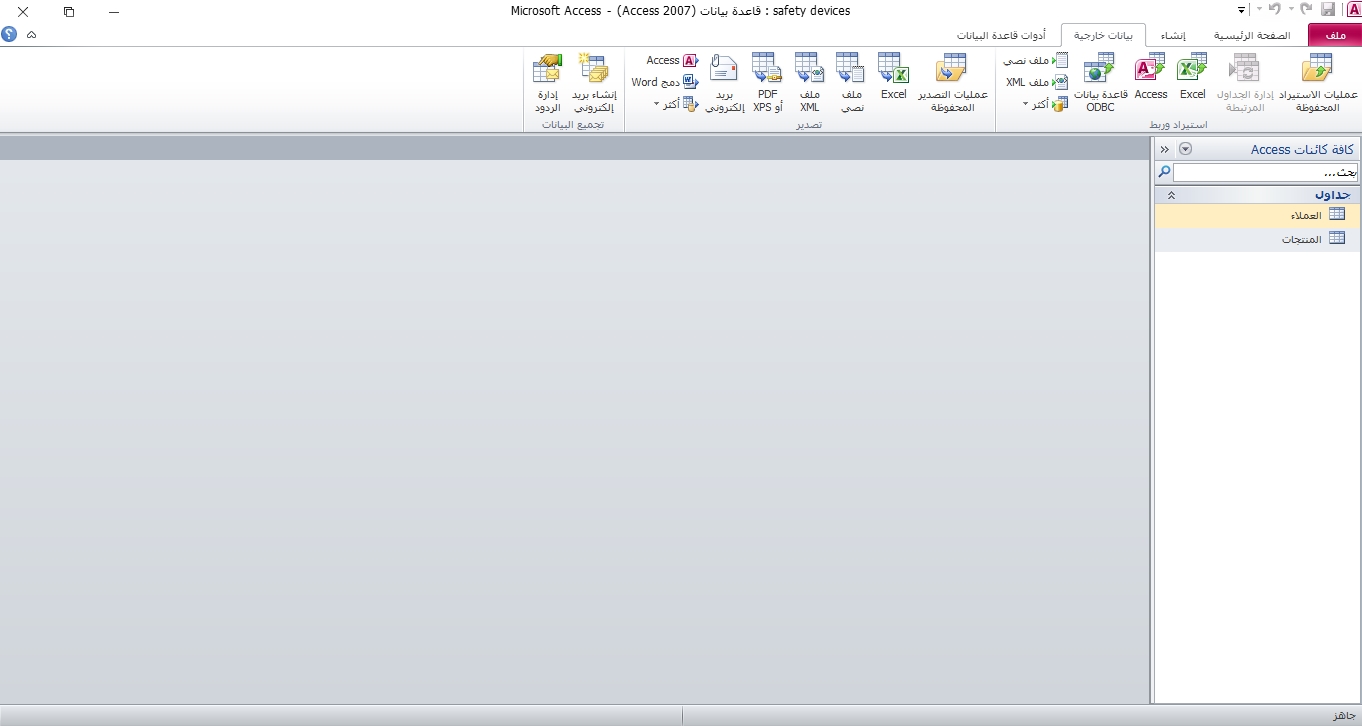 Microsoft Access - (Access 2007) قاعدة بيانات : safety devices
ملف
الصفحة الرئيسية
إنشاء
بيانات خارجية
أدوات قاعدة البيانات
عمليات الاستيراد
المحفوظة
إدارة الجداول
المرتبطة
Excel
Access
قاعدة بيانات
ODBC
ملف نصي
ملف XML
أكثر
استيراد وربط
عمليات التصدير
المحفوظة
Excel
ملف
نصي
ملف
XML
PDF
أو XPS
بريد
إلكتروني
Access
دمج Word
أكثر
تصدير
إنشاء بريد
إلكتروني
إدارة
الردود
تجميع البيانات
كافة كائنات Access
بحث...
جداول
العملاء
المنتجات
جاهز